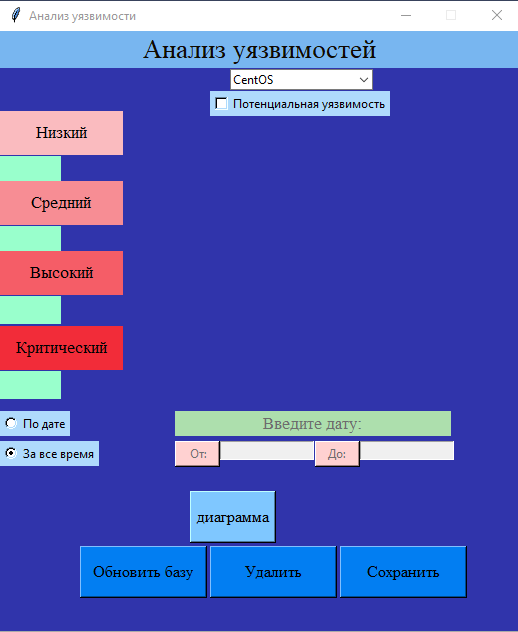 Анализ уязвимости
Анализ уязвимостей
CentOS
Потенциальная уязвимость
Низкий
Средний
Высокий
Критический
По дате
Введите дату:
За все время
От:
До:
диаграмма
Обновить базу
Удалить
Сохранить